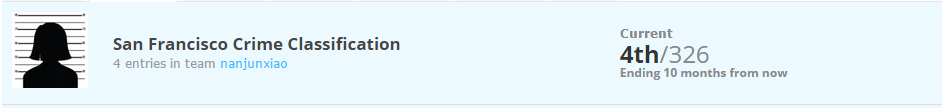 San Francisco Crime Classification
4 entries in team nanjunxiao
Current
4th/326
Ending 10 months from now